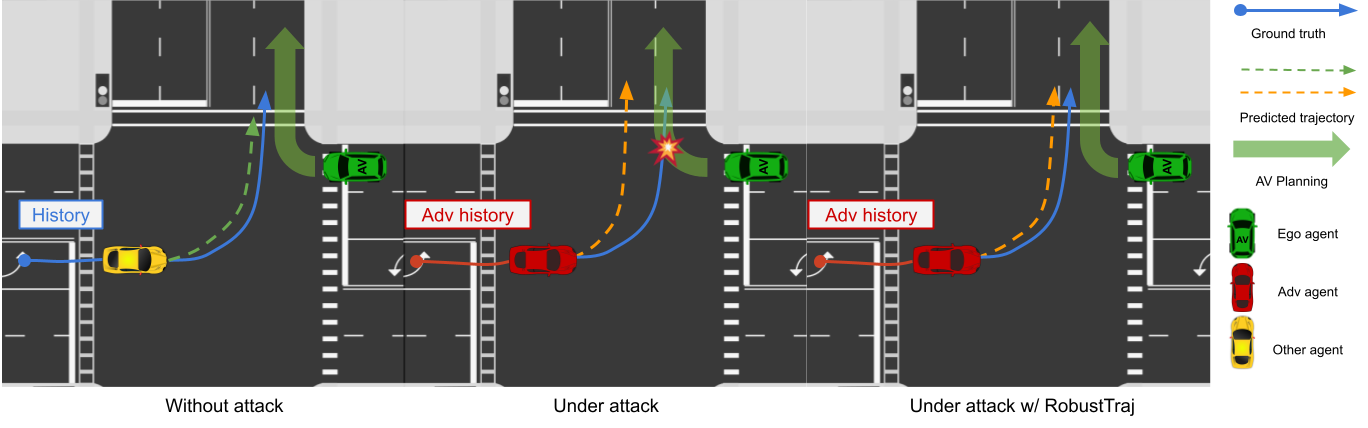 History
AV
Without attack
Adv history
AV
Under attack
Adv history
AV
Under attack w/ RobustTraj
Ground truth
Predicted trajectory
AV Planning
AV
Ego agent
Adv agent
Other agent